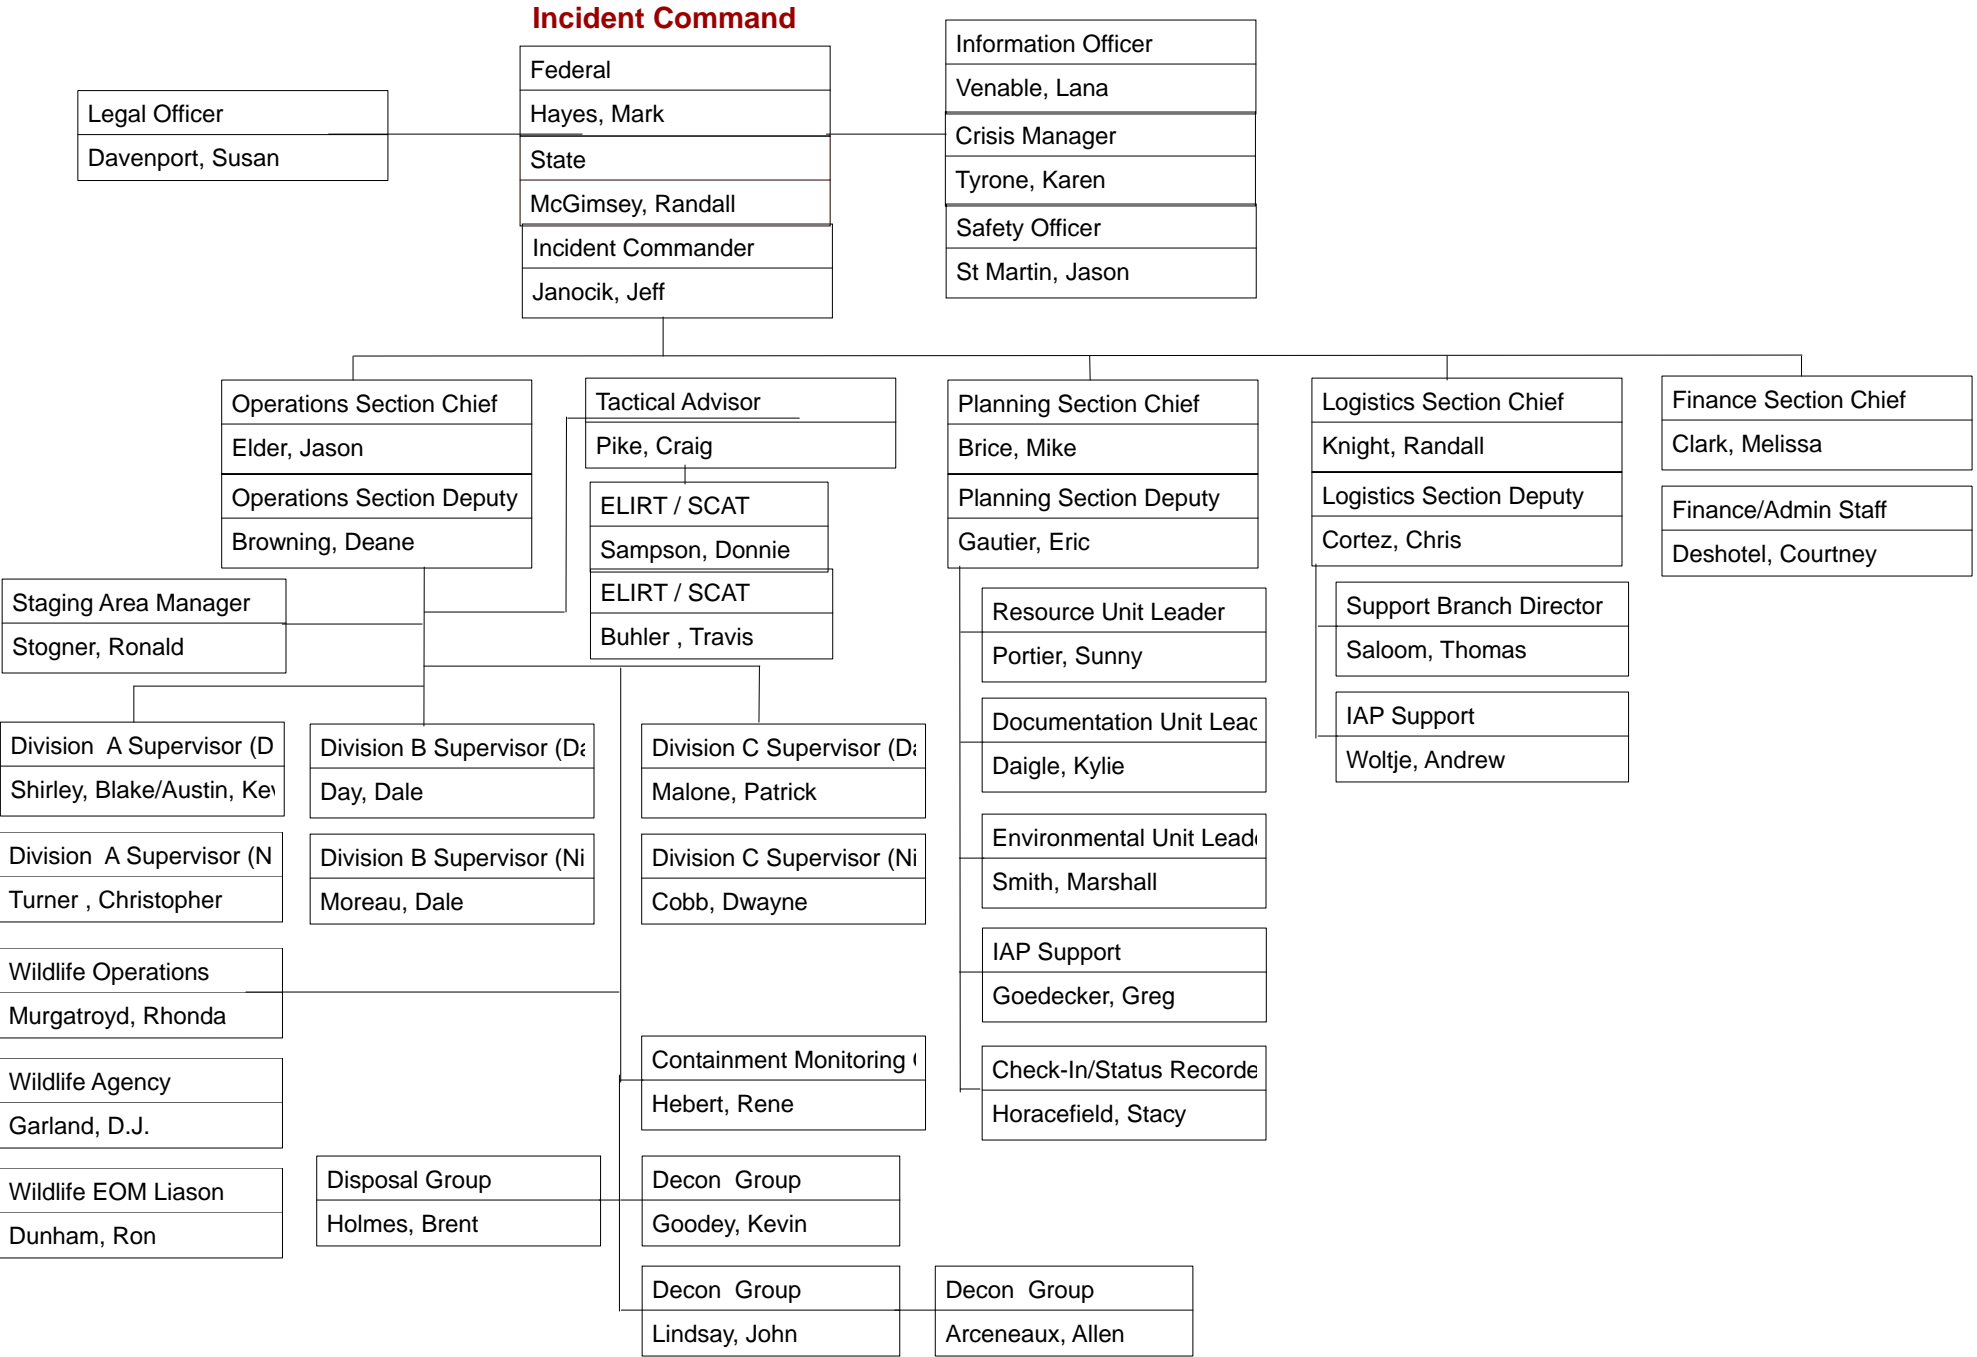 Incident Command
Federal
Hayes, Mark
State
McGimsey, Randall
Incident Commander
Janocik, Jeff
Legal Officer
Davenport, Susan
Information Officer
Venable, Lana
Crisis Manager
Tyrone, Karen
Safety Officer
St Martin, Jason
Operations Section Chief
Elder, Jason
Operations Section Deputy
Browning, Deane
Tactical Advisor
Pike, Craig
ELIRT / SCAT
Sampson, Donnie
ELIRT / SCAT
Buhler , Travis
Planning Section Chief
Brice, Mike
Planning Section Deputy
Gautier, Eric
Logistics Section Chief
Knight, Randall
Logistics Section Deputy
Cortez, Chris
Finance Section Chief
Clark, Melissa
Finance/Admin Staff
Deshotel, Courtney
Staging Area Manager
Stogner, Ronald
Resource Unit Leader
Portier, Sunny
Documentation Unit Leac
Daigle, Kylie
Environmental Unit Lead
Smith, Marshall
IAP Support
Goedecker, Greg
Check-In/Status Recorde
Horacefield, Stacy
Support Branch Director
Saloom, Thomas
IAP Support
Woltje, Andrew
Division A Supervisor (D
Shirley, Blake/Austin, Kev
Division B Supervisor (Da
Day, Dale
Division C Supervisor (Da
Malone, Patrick
Division A Supervisor (N
Turner , Christopher
Division B Supervisor (Ni
Moreau, Dale
Division C Supervisor (Ni
Cobb, Dwayne
Wildlife Operations
Murgatroyd, Rhonda
Wildlife Agency
Garland, D.J.
Wildlife EOM Liason
Dunham, Ron
Containment Monitoring
Hebert, Rene
Disposal Group
Holmes, Brent
Decon Group
Goodey, Kevin
Decon Group
Lindsay, John
Decon Group
Arceneaux, Allen